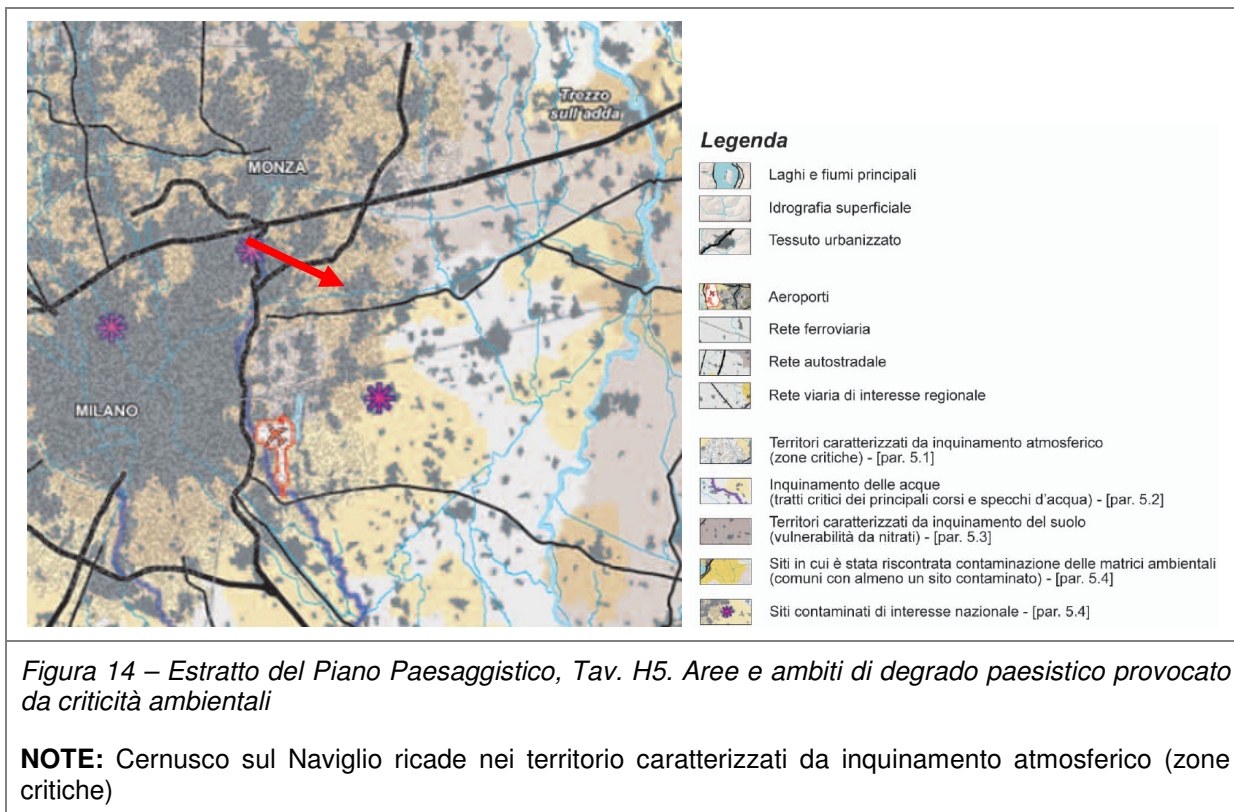 Trezzo
sull'adda
MONZA
MILANO
Legenda
Laghi e fiumi principali
Idrografia superficiale
Tessuto urbanizzato
Aeroporti
Rete ferroviaria
Rete autostradale
Rete viaria di interesse regionale
Territori caratterizzati da inquinamento atmosferico
(zone critiche) - [par. 5.1]
Inquinamento delle acque
(tratti critici dei principali corsi e specchi d'acqua) - [par. 5.2]
Territori caratterizzati da inquinamento del suolo
(vulnerabilità da nitrati) - [par. 5.3]
Siti in cui è stata riscontrata contaminazione delle matrici ambientali
(comuni con almeno un sito contaminato) - [par. 5.4]
Siti contaminati di interesse nazionale - [par. 5.4]
Figura 14 – Estratto del Piano Paesaggistico, Tav. H5. Aree e ambiti di degrado paesistico provocato
da criticità ambientali
NOTE: Cernusco sul Naviglio ricade nei territorio caratterizzati da inquinamento atmosferico (zone
critiche)